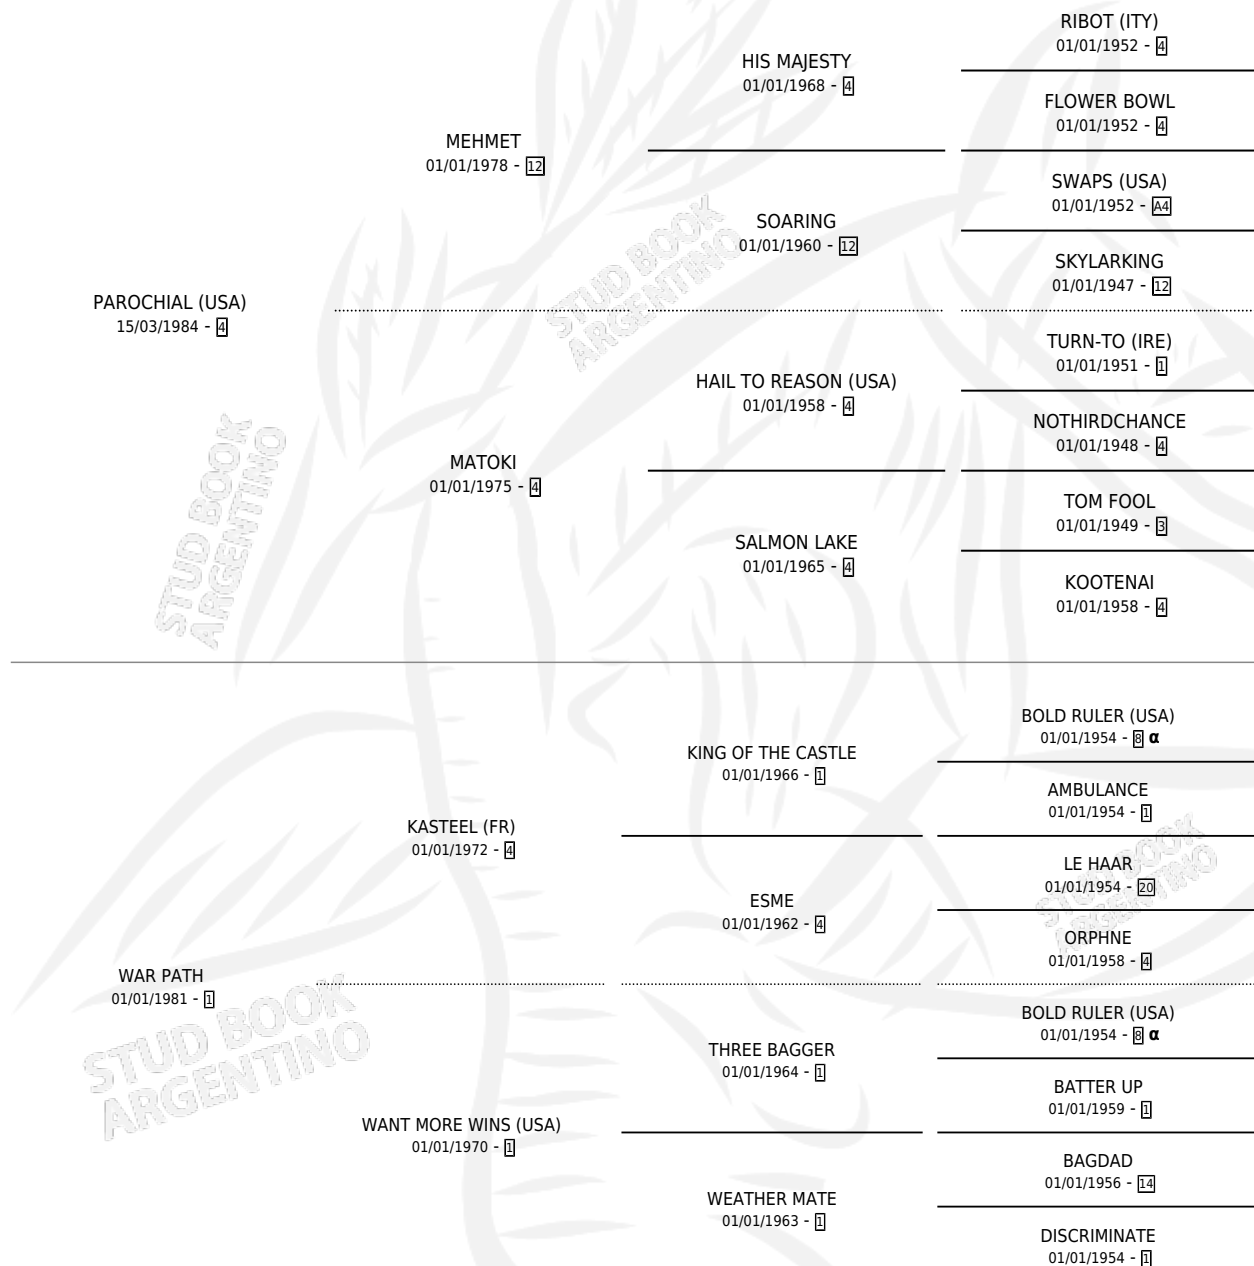 RIBOT (ITY)
01/01/1952 - 4
HIS MAJESTY
01/01/1968 - 4
FLOWER BOWL
01/01/1952 - 4
MEHMET
01/01/1978 - 12
SWAPS (USA)
01/01/1952 - A4
SOARING
01/01/1960 - 12
SKYLARKING
01/01/1947 - 12
PAROCHIAL (USA)
15/03/1984 - 4
TURN-TO (IRE)
01/01/1951 - 1
HAIL TO REASON (USA)
01/01/1958 - 4
NOTHIRDCHANCE
01/01/1948 - 4
MATOKI
01/01/1975 - 4
TOM FOOL
01/01/1949 - 3
SALMON LAKE
01/01/1965 - 4
KOOTENAI
01/01/1958 - 4
STUD BOOK
ARGENTINO
STUD BOOK
ARGENTINO
BOLD RULER (USA)
01/01/1954 - 8 α
KING OF THE CASTLE
01/01/1966 - 1
AMBULANCE
01/01/1954 - 1
KASTEEL (FR)
01/01/1972 - 4
LE HAAR
01/01/1954 - 20
ESME
01/01/1962 - 4
ORPHNE
01/01/1958 - 4
WAR PATH
01/01/1981 - 1
BOLD RULER (USA)
01/01/1954 - 8 α
THREE BAGGER
01/01/1964 - 1
BATTER UP
01/01/1959 - 1
WANT MORE WINS (USA)
01/01/1970 - 1
BAGDAD
01/01/1956 - 14
WEATHER MATE
01/01/1963 - 1
DISCRIMINATE
01/01/1954 - 1
STUD BOOK
ARGENTINO
STUD BOOK
ARGENTINO